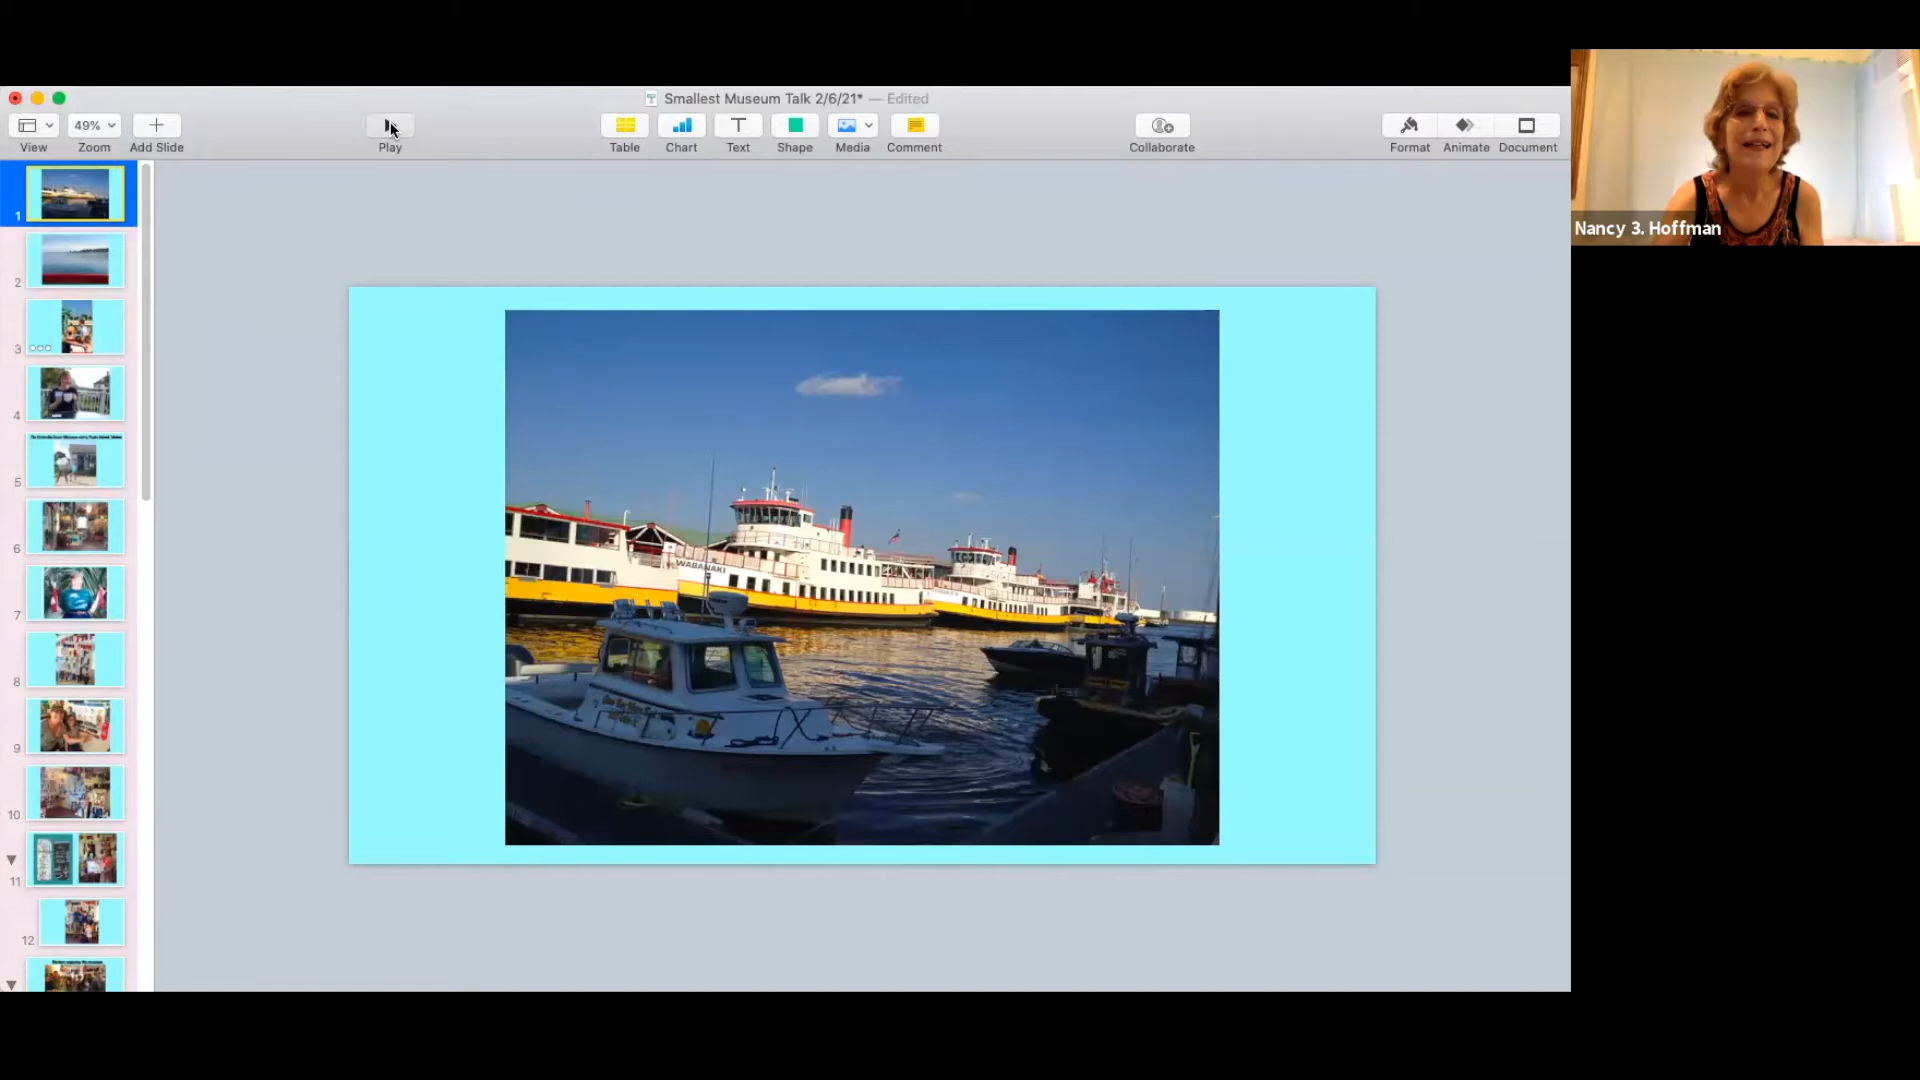 Smallest Museum Talk 2/6/21* — Edited
49%
View
Zoom
Add Slide
Play
Table
Chart
Text
Shape
Media
Comment
Collaborate
Format
Animate
Document
Nancy 3. Hoffman
1
2
3
4
5
6
7
8
9
10
11
12
WABANAKI